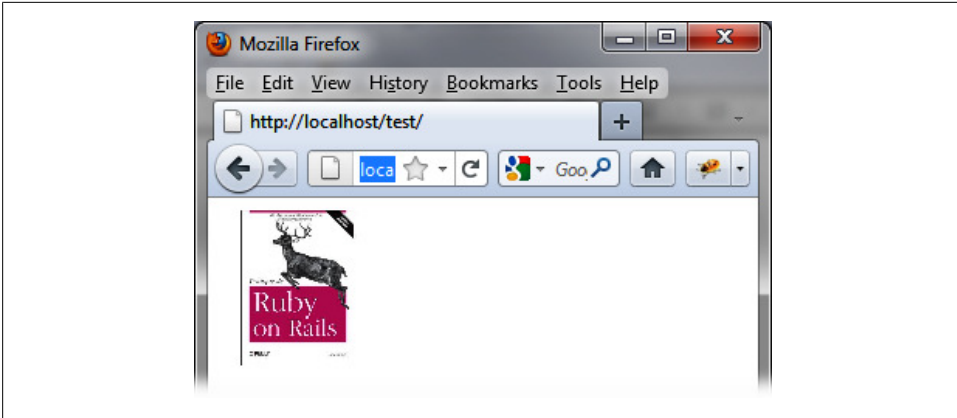 Mozilla Firefox
File Edit View History Bookmarks Tools Help
http://localhost/test/
loca Goo
Ruby
on Rails